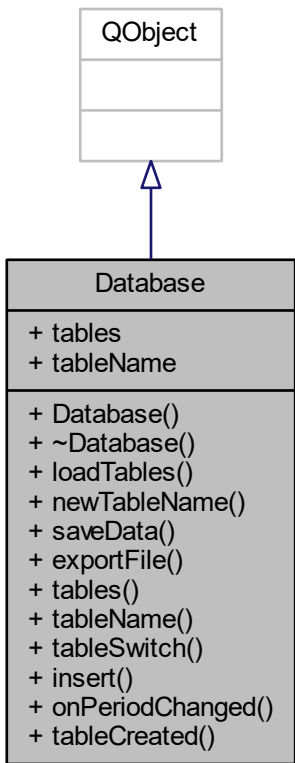 QObject
Database
+ tables
+ tableName
+ Database()
+ ~Database()
+ loadTables()
+ newTableName()
+ saveData()
+ exportFile()
+ tables()
+ tableName()
+ tableSwitch()
+ insert()
+ onPeriodChanged()
+ tableCreated()